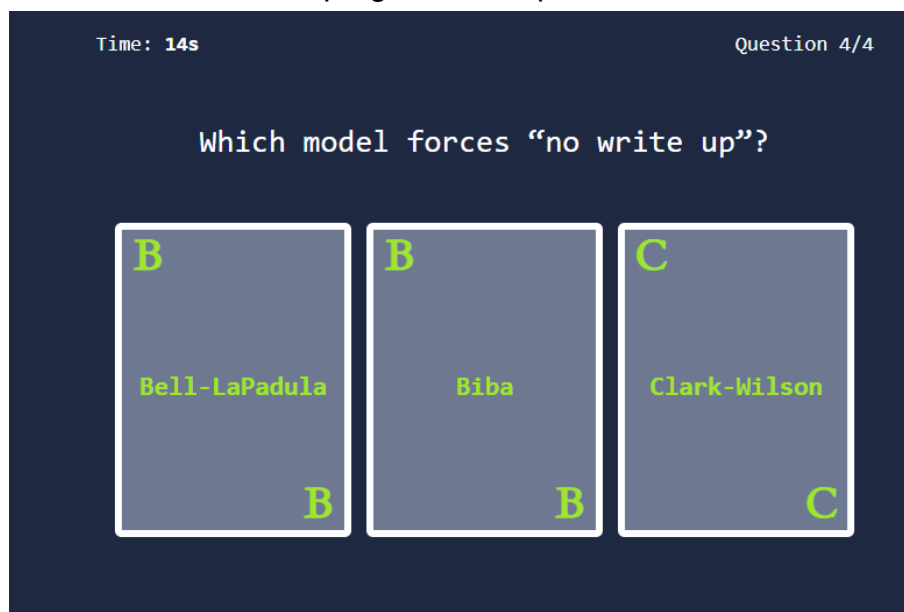 Time: 14s
Question 4/4
Which model forces “no write up”?
B
Bell-LaPadula
B
B
Biba
B
C
Clark-Wilson
C